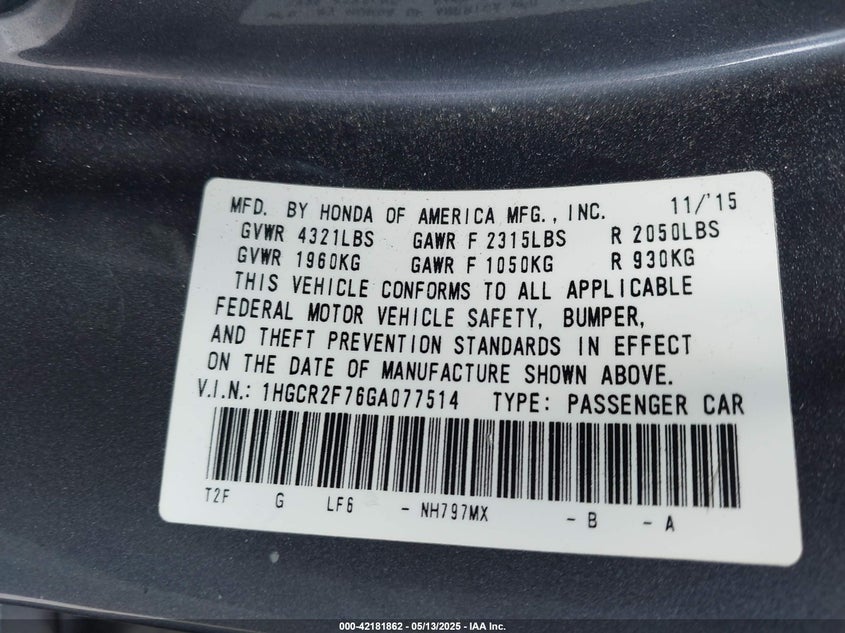 MFD. BY HONDA OF AMERICA MFG., INC. 11/'15
GVWR 4321LBS GAWR F 2315LBS R 2050LBS
GVWR 1960KG GAWR F 1050KG R 930KG
THIS VEHICLE CONFORMS TO ALL APPLICABLE
FEDERAL MOTOR VEHICLE SAFETY, BUMPER,
AND THEFT PREVENTION STANDARDS IN EFFECT
ON THE DATE OF MANUFACTURE SHOWN ABOVE.
V.I.N.: 1HGCR2F76GA077514 TYPE: PASSENGER CAR
T2F G LF6 - NH797MX - B - A
000-42181862 - 05/13/2025 - IAA Inc.